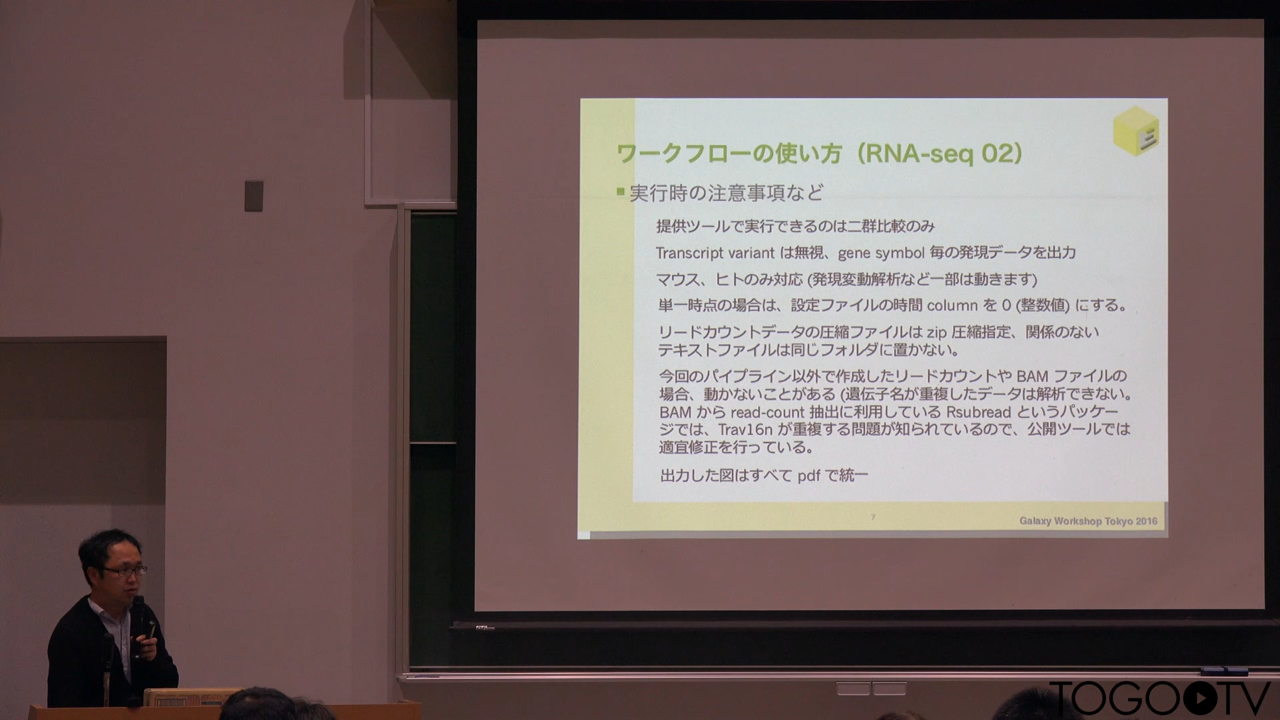 ワークフローの使い方（RNA-seq 02）
実行時の注意事項など
提供ツールで実行できるのは二群比較のみ
Transcript variant は無視、gene symbol 毎の発現データを出力
マウス、ヒトのみ対応 (発現変動解析など一部は動きます)
単一時点の場合は、設定ファイルの時間 column を 0 (整数値) にする。
リードカウントデータの圧縮ファイルは zip 圧縮指定、関係のない
テキストファイルは同じフォルダに置かない。
今回のパイプライン以外で作成したリードカウントや BAM ファイルの
場合、動かないことがある (遺伝子名が重複したデータは解析できない。
BAM から read-count 抽出に利用している Rsubread というパッケー
ジでは、Trav16n が重複する問題が知られているので、公開ツールでは
適宜修正を行っている。
出力した図はすべて pdf で統一
7
Galaxy Workshop Tokyo 2016
TOGO TV